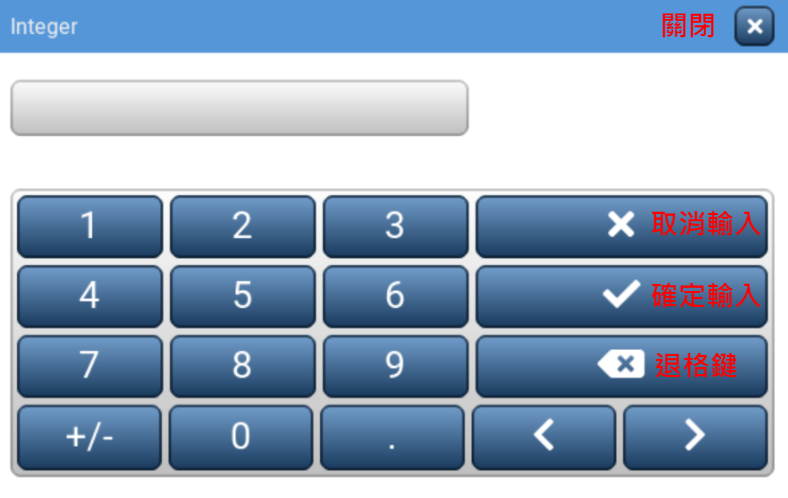 Integer 關閉
1 2 3 取消輸入
4 5 6 確定輸入
7 8 9 退格鍵
+/- 0 . < >